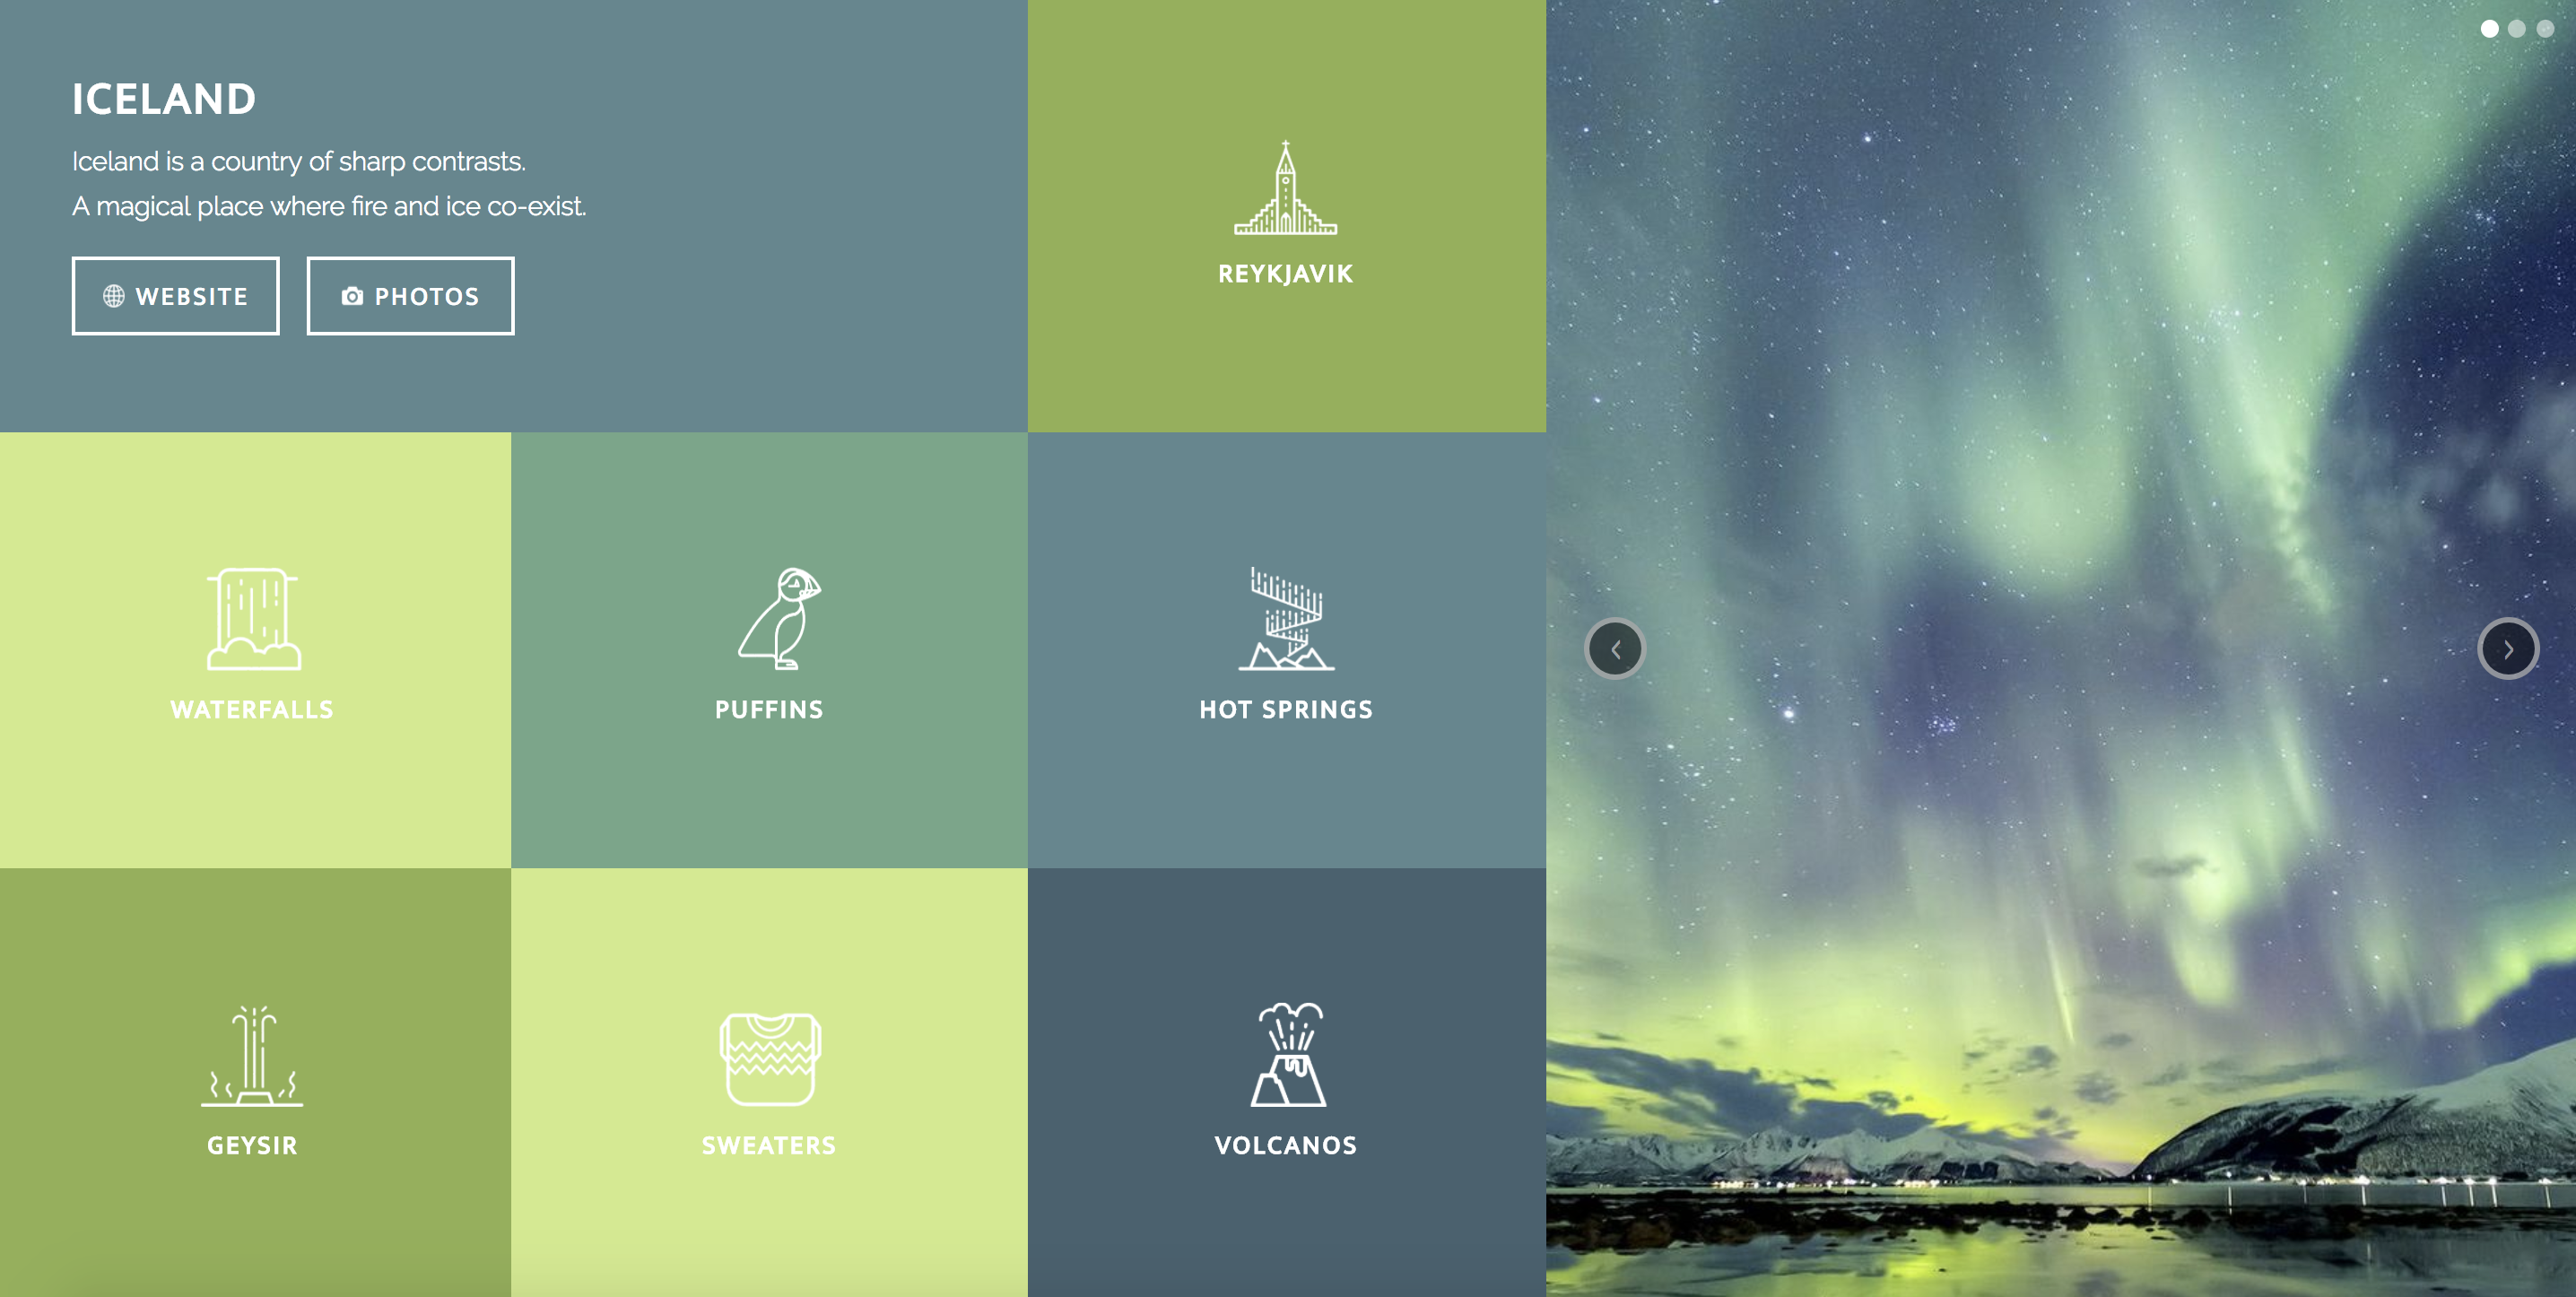 ICELAND
Iceland is a country of sharp contrasts.
A magical place where fire and ice co-exist.
WEBSITE
PHOTOS
REYKJAVIK
WATERFALLS
PUFFINS
HOT SPRINGS
GEYSIR
SWEATERS
VOLCANOS